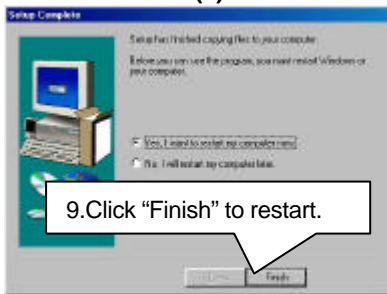 Setup Complete
Setup has finished copying files to your computer.
Before you can use the program, you must restart Windows or
your computer.
Yes, I want to restart my computer now.
No, I will restart my computer later.
9.Click “Finish” to restart.
Finish